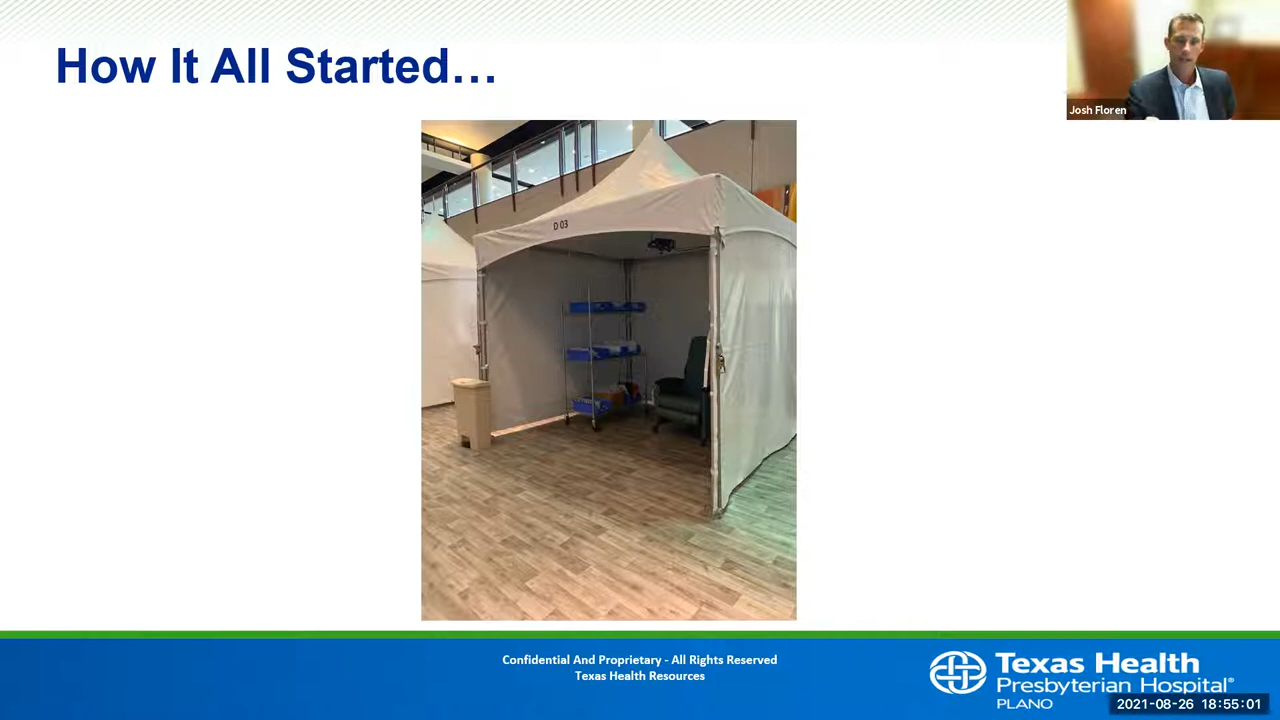 How It All Started…
Josh Floren
D 03
Confidential And Proprietary - All Rights Reserved
Texas Health Resources
Texas Health
Presbyterian Hospital®
PLANO
2021-08-26 18:55:01